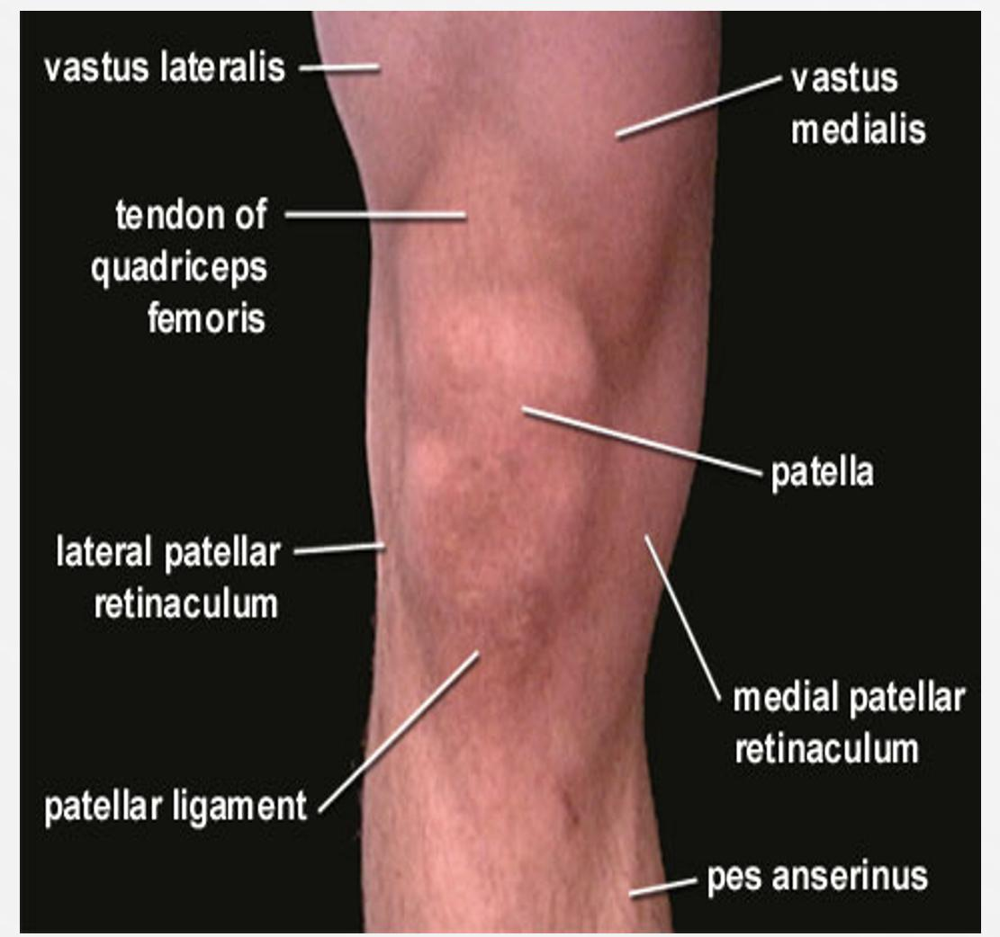 vastus lateralis
vastus
medialis
tendon of
quadriceps
femoris
patella
lateral patellar
retinaculum
medial patellar
retinaculum
patellar ligament
pes anserinus